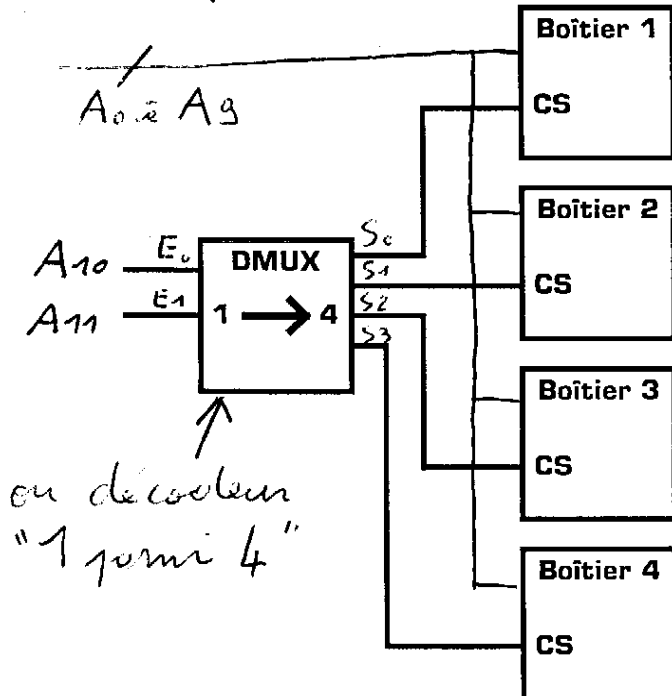 Boîtier 1
A0 à A9
CS
Boîtier 2
A10 E0 DMUX S0
S1
CS
A11 E1 1 4 S2
S3
Boîtier 3
ou décodeur
CS
"1 parmi 4"
Boîtier 4
CS